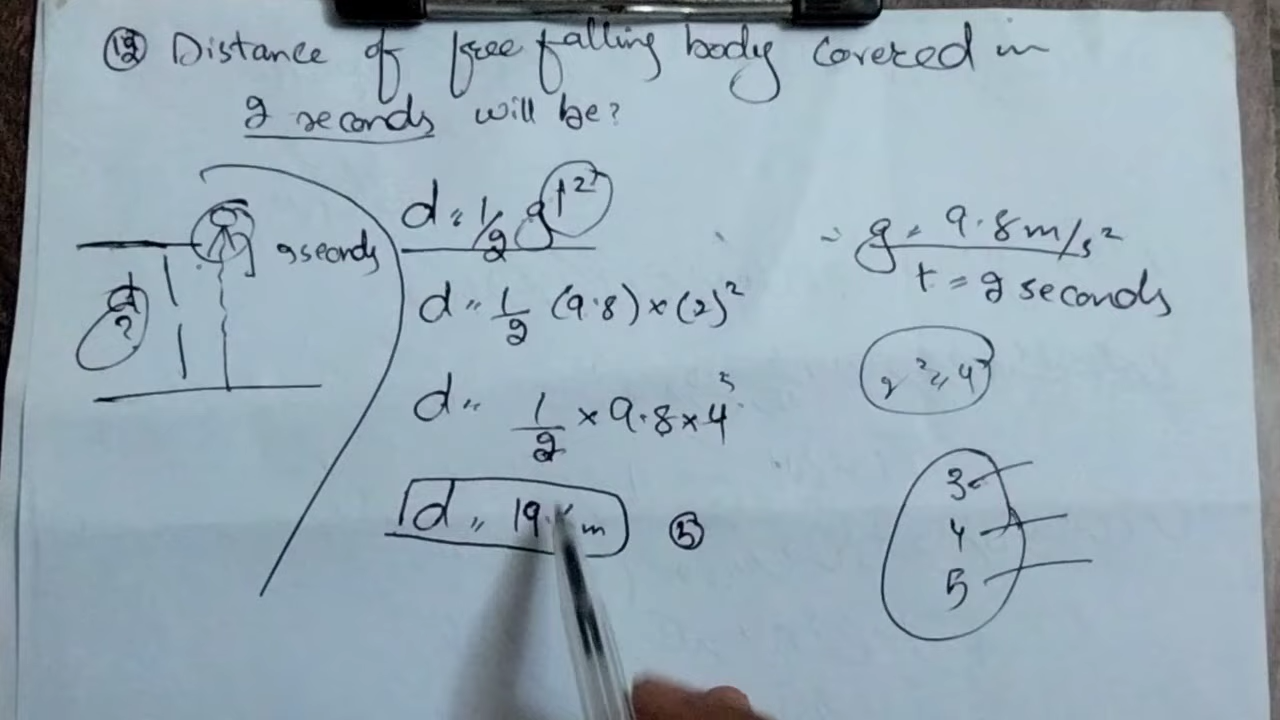 12 Distance of free falling body covered in
2 seconds will be?
d = 1/2 gt²
2 seconds
g = 9.8 m/s²
t = 2 seconds
d?
d = 1/2 (9.8) × (2)²
2² = 4
d = 1/2 × 9.8 × 4
d = 19. m
5
3
4
5